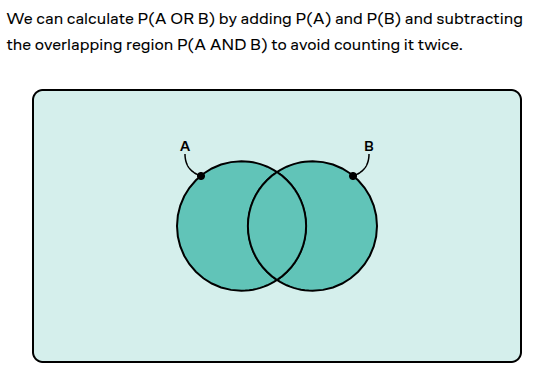 We can calculate P(A OR B) by adding P(A) and P(B) and subtracting
the overlapping region P(A AND B) to avoid counting it twice.
A
B